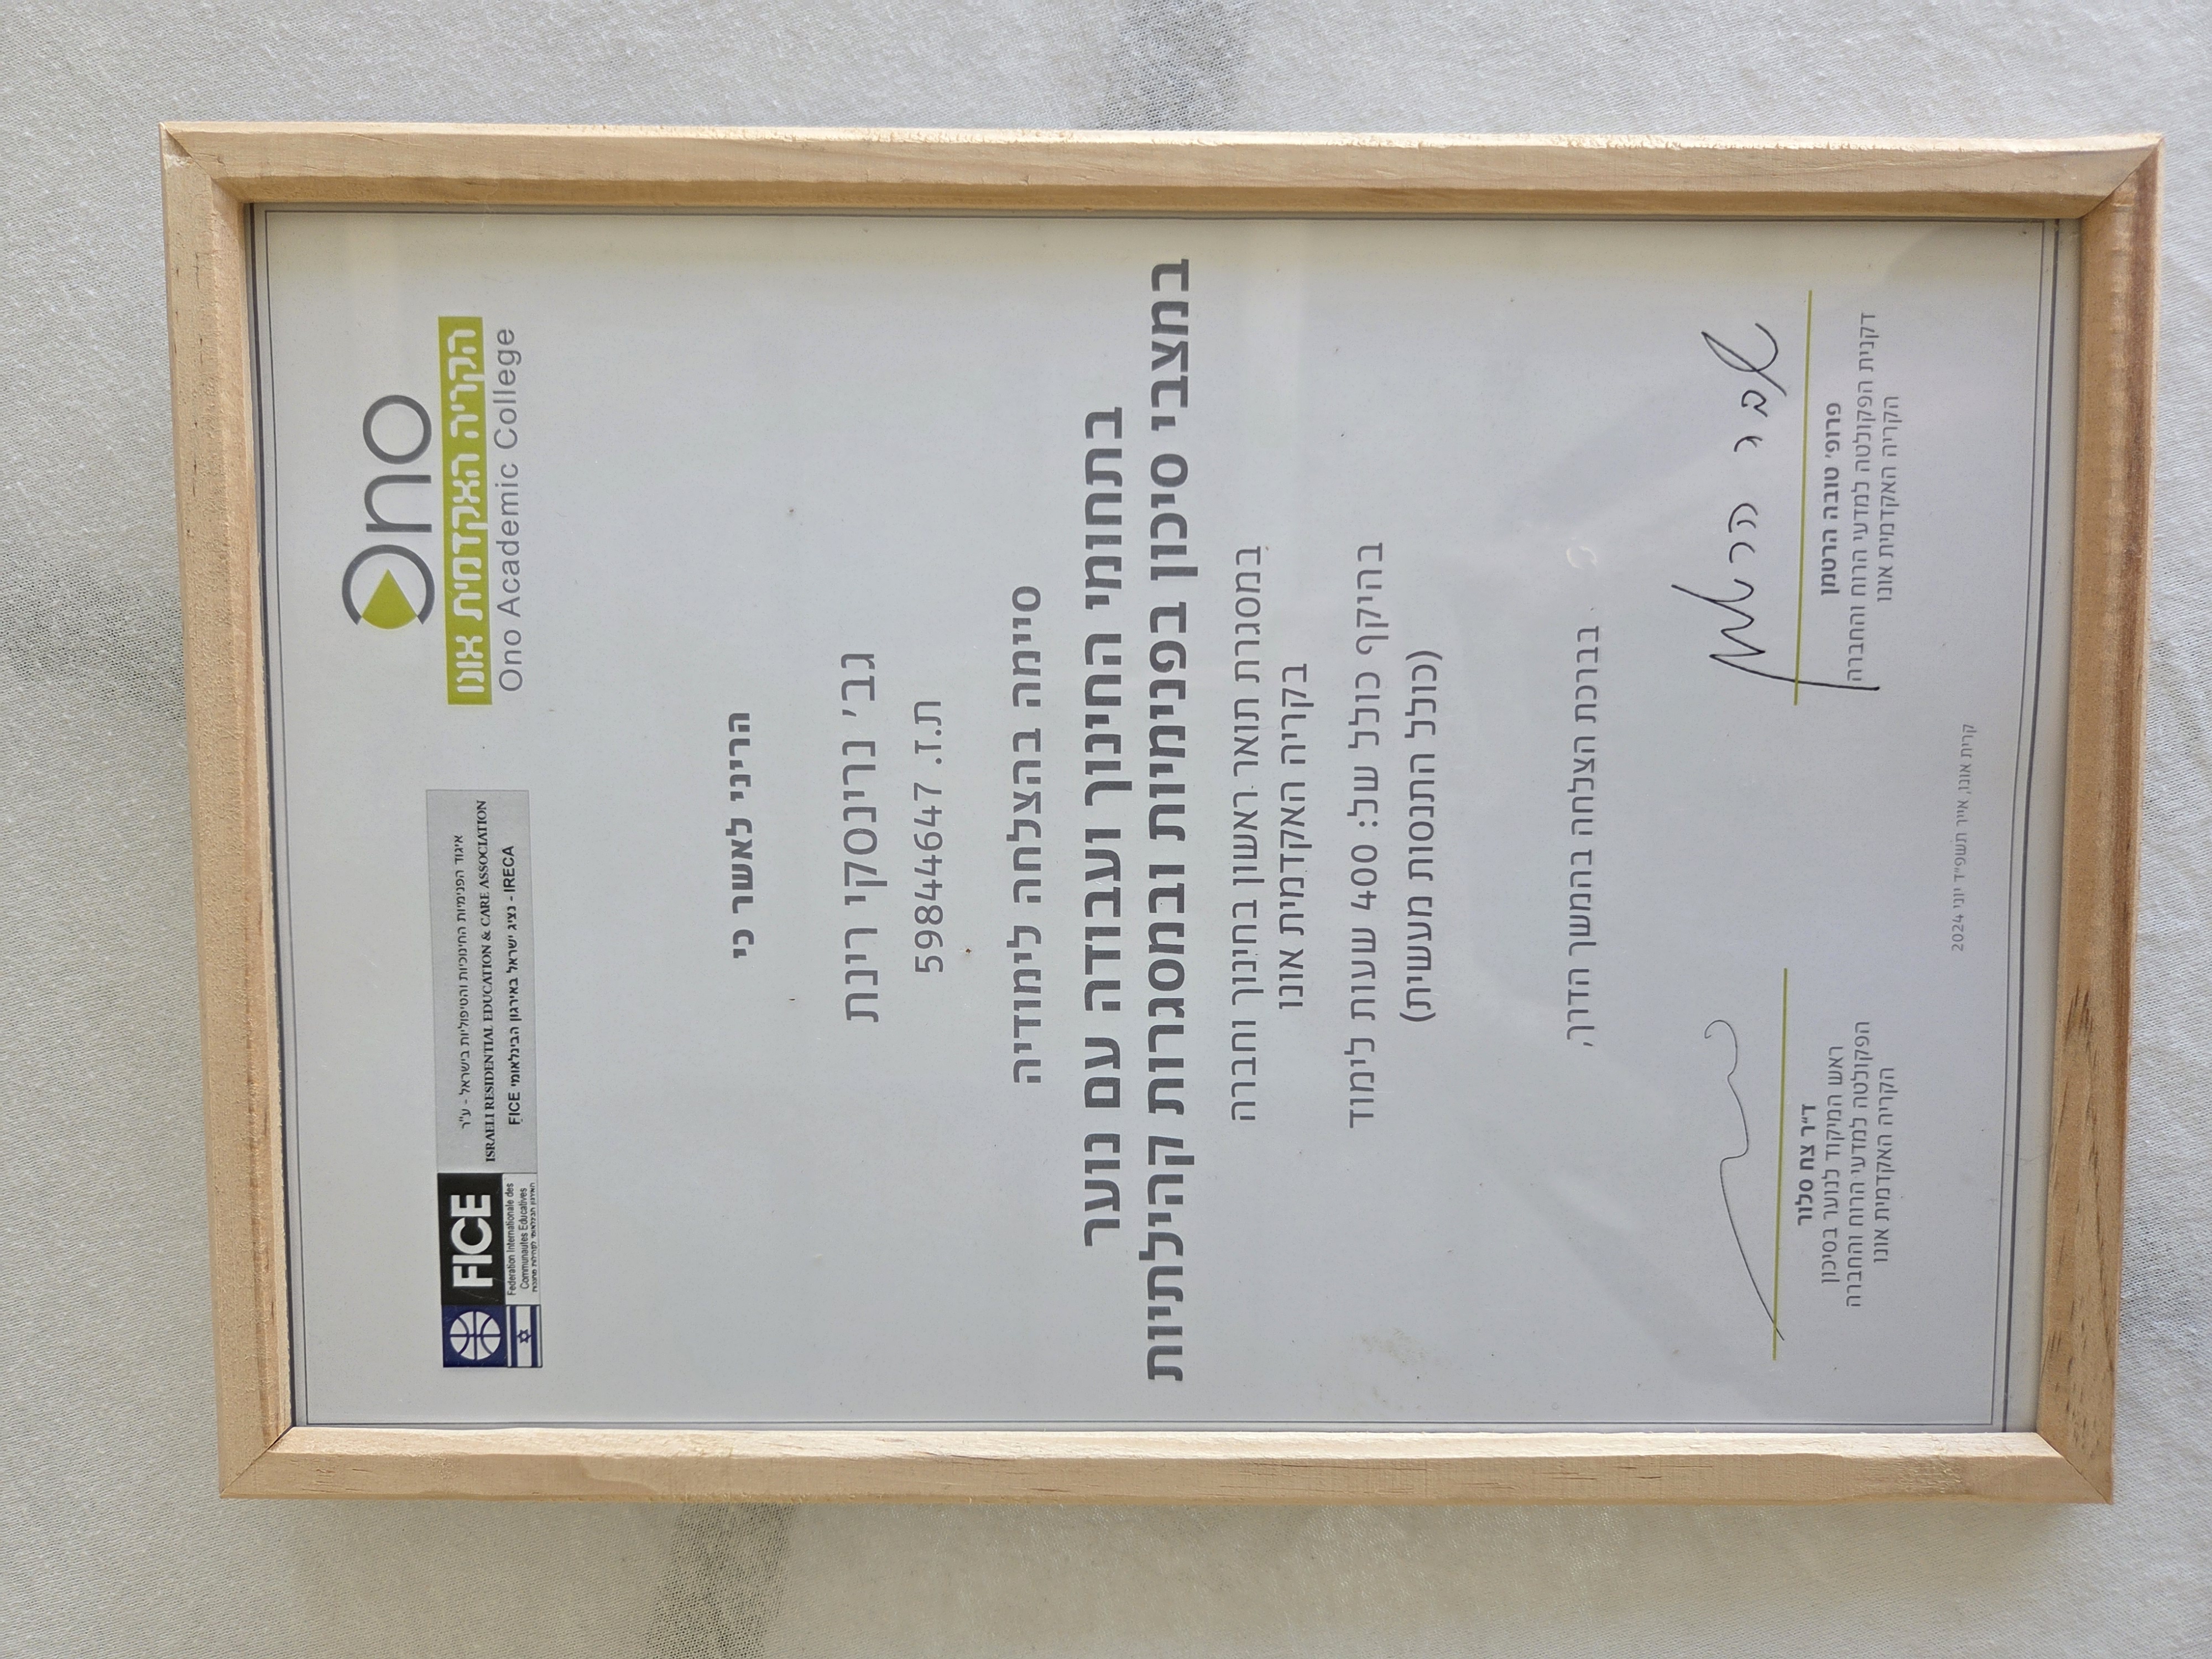 Ono
הקריה האקדמית אונו
Ono Academic College
FICE
Federation Internationale des
Communautes Educatives
האירגון הבינלאומי לקהילות מחנכות
איגוד הפנימיות החינוכיות והטיפוליות בישראל - ע"ר
ISRAELI RESIDENTIAL EDUCATION & CARE ASSOCIATION
IRECA - נציג ישראל באירגון הבינלאומי FICE
הריני לאשר כי
גב' נרינסקי רינת
ת.ז. 59844647
סיימה בהצלחה לימודיה
בתחומי החינוך ועבודה עם נוער
במצבי סיכון בפנימיות ובמסגרות קהילתיות
במסגרת תואר ראשון בחינוך וחברה
בקריה האקדמית אונו
בהיקף כולל של: 400 שעות לימוד
(כולל התנסות מעשית)
בברכת הצלחה בהמשך הדרך,
פרופ' טובה הרטמן
דקנית הפקולטה למדעי הרוח והחברה
הקריה האקדמית אונו
ד"ר צח סלור
ראש המיקוד לנוער בסיכון
הפקולטה למדעי הרוח והחברה
הקריה האקדמית אונו
קרית אונו, אייר תשפ"ד יוני 2024